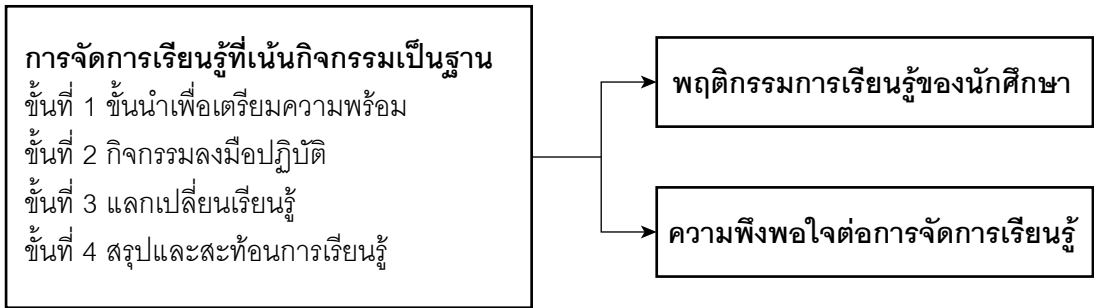 การจัดการเรียนรู้ที่เน้นกิจกรรมเป็นฐาน
ขั้นที่ 1 ขั้นนำเพื่อเตรียมความพร้อม
ขั้นที่ 2 กิจกรรมลงมือปฏิบัติ
ขั้นที่ 3 แลกเปลี่ยนเรียนรู้
ขั้นที่ 4 สรุปและสะท้อนการเรียนรู้
พฤติกรรมการเรียนรู้ของนักศึกษา
ความพึงพอใจต่อการจัดการเรียนรู้